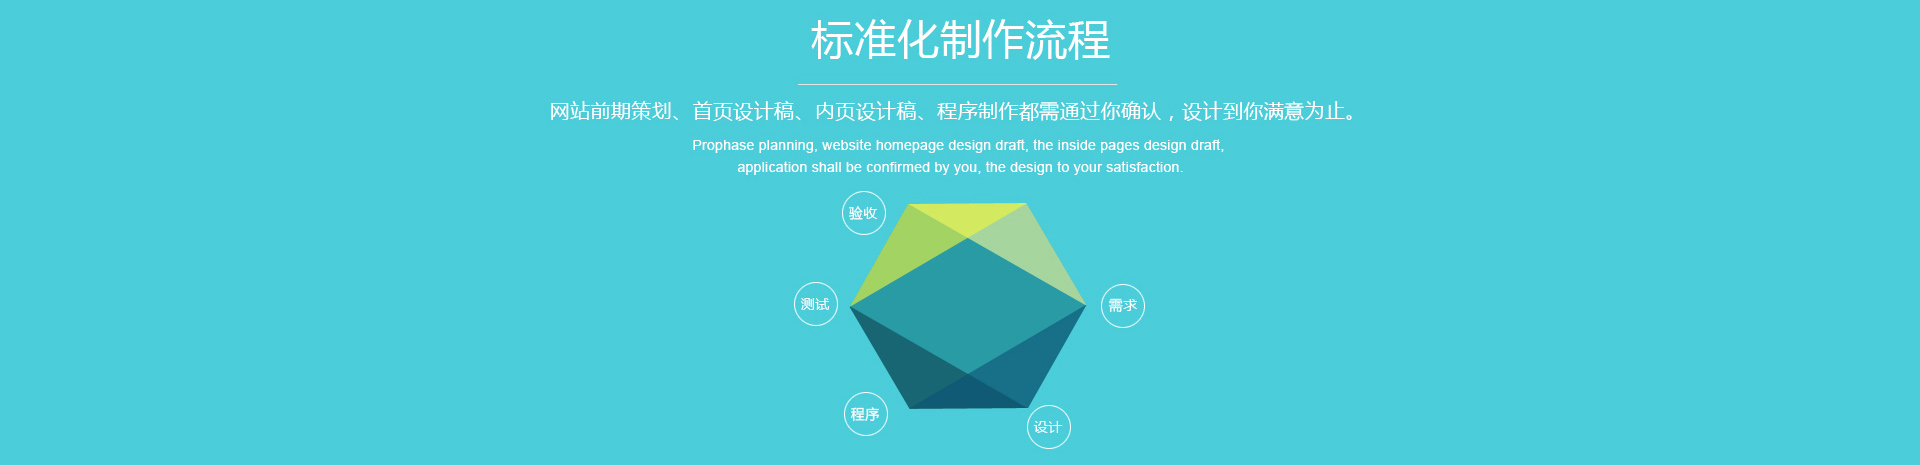 标准化制作流程
网站前期策划、首页设计稿、内页设计稿、程序制作都需通过你确认，设计到你满意为止。
Prophase planning, website homepage design draft, the inside pages design draft,
application shall be confirmed by you, the design to your satisfaction.
验收
测试
需求
程序
设计